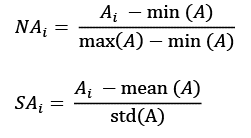 NA_i = (A_i − min (A)) / (max(A) − min (A))
SA_i = (A_i − mean (A)) / std(A)